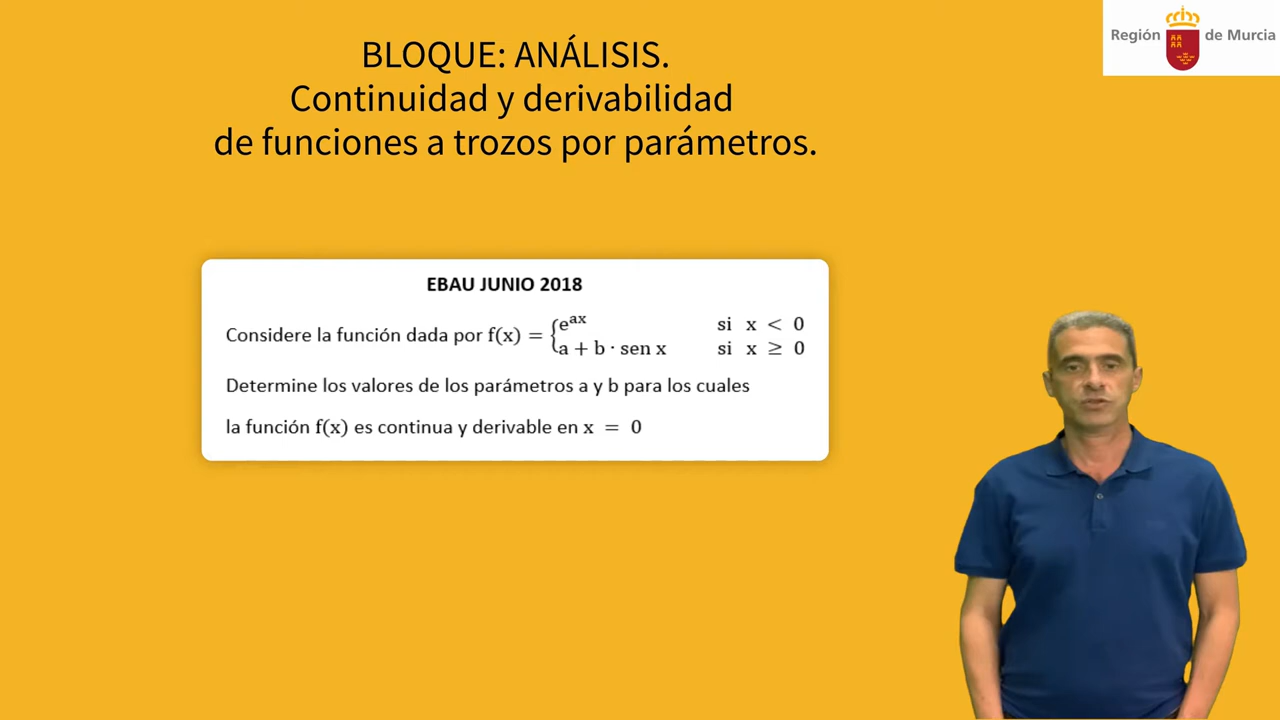 BLOQUE: ANÁLISIS.
Continuidad y derivabilidad
de funciones a trozos por parámetros.
Región de Murcia
EBAU JUNIO 2018
Considere la función dada por f(x) = { e^{ax} si x < 0
a + b · sen x si x ≥ 0
Determine los valores de los parámetros a y b para los cuales
la función f(x) es continua y derivable en x = 0